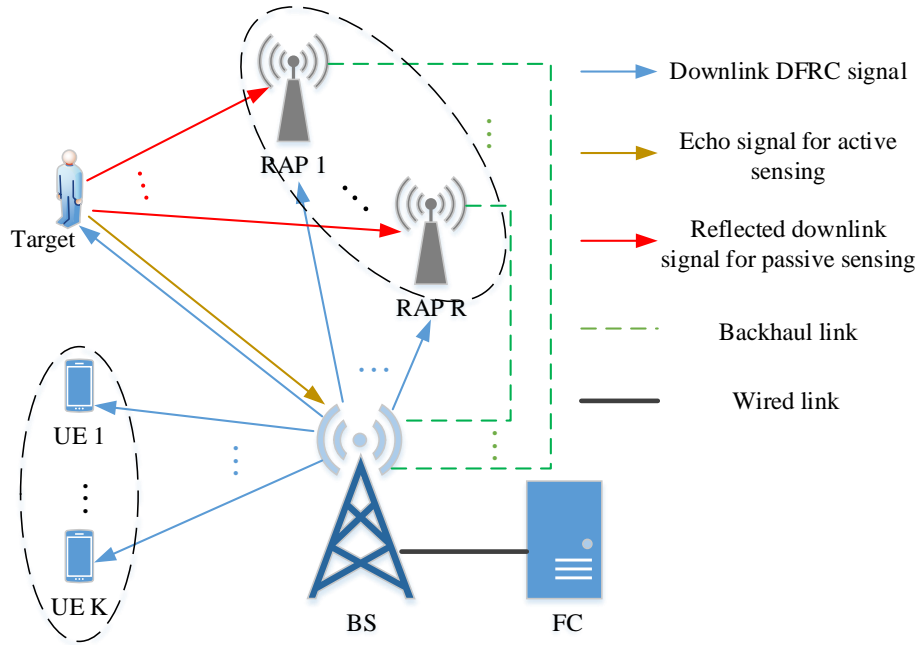 RAP 1
RAP R
Target
UE 1
UE K
BS
FC
Downlink DFRC signal
Echo signal for active
sensing
Reflected downlink
signal for passive sensing
Backhaul link
Wired link